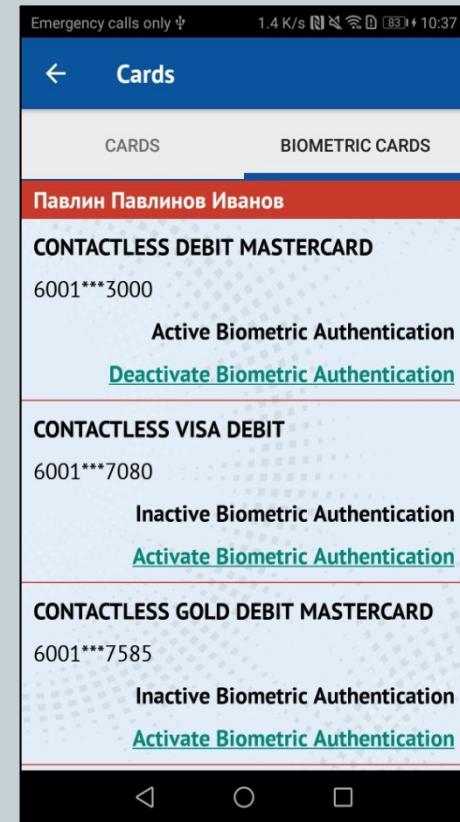 Emergency calls only 1.4 K/s 83 10:37
Cards
CARDS BIOMETRIC CARDS
Павлин Павлинов Иванов
CONTACTLESS DEBIT MASTERCARD
6001***3000
Active Biometric Authentication
Deactivate Biometric Authentication
CONTACTLESS VISA DEBIT
6001***7080
Inactive Biometric Authentication
Activate Biometric Authentication
CONTACTLESS GOLD DEBIT MASTERCARD
6001***7585
Inactive Biometric Authentication
Activate Biometric Authentication